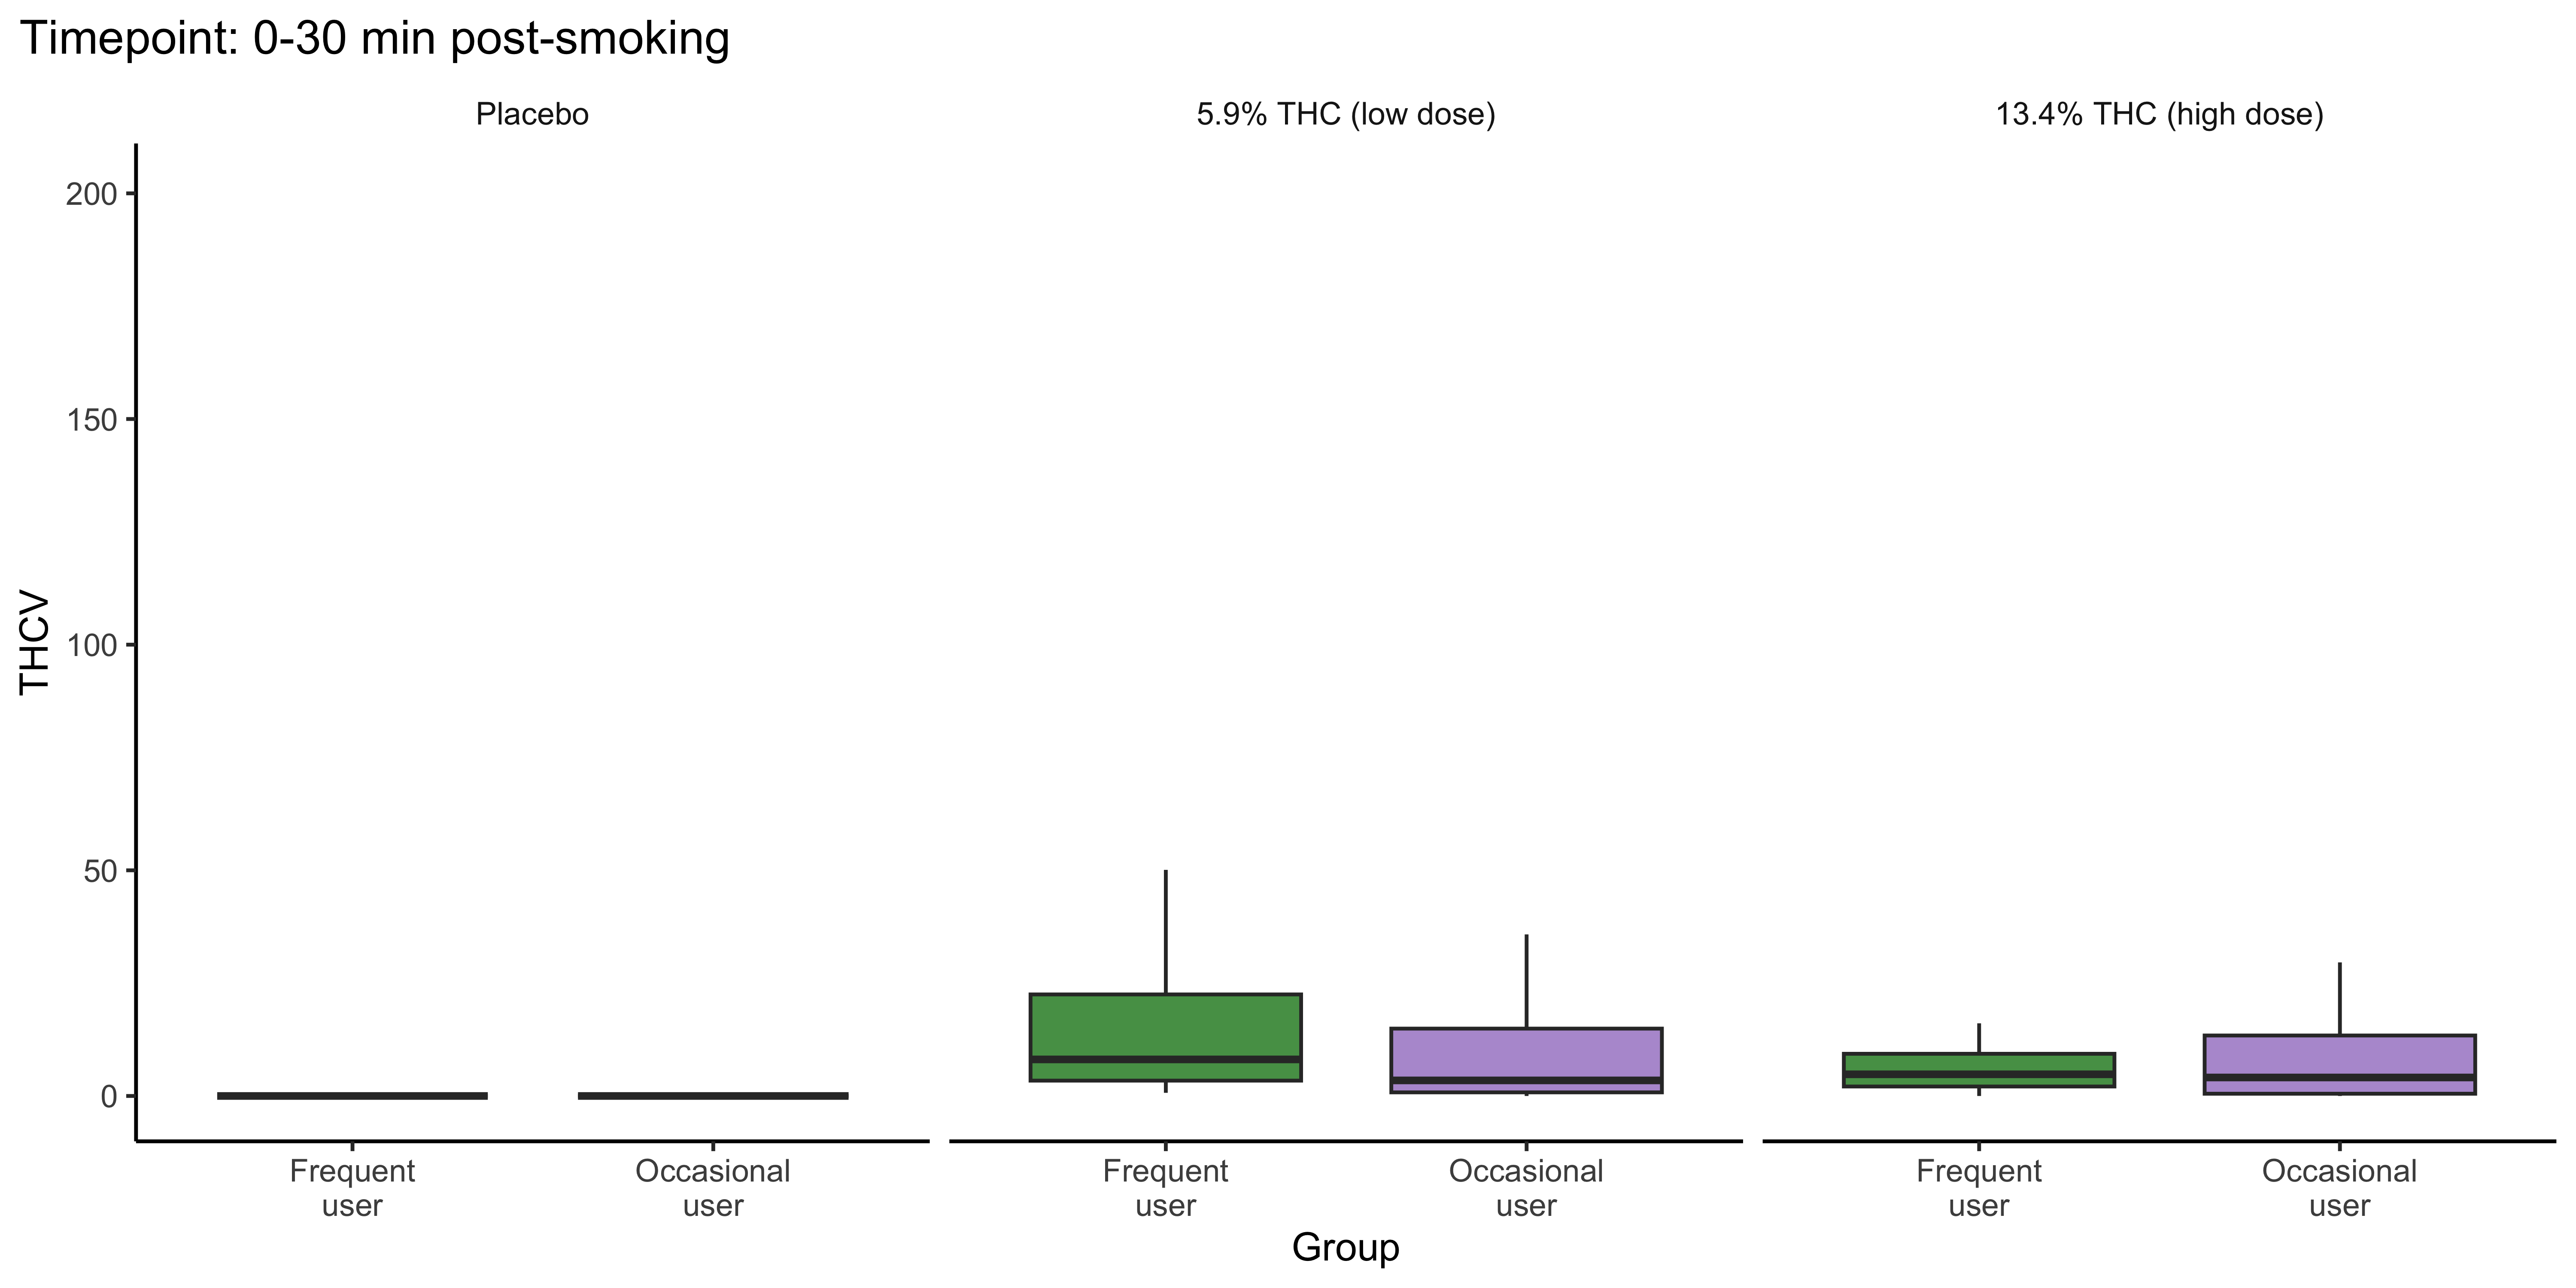 Timepoint: 0-30 min post-smoking
Placebo
5.9% THC (low dose)
13.4% THC (high dose)
THCV
200
150
100
50
0
Frequent
user
Occasional
user
Frequent
user
Occasional
user
Frequent
user
Occasional
user
Group